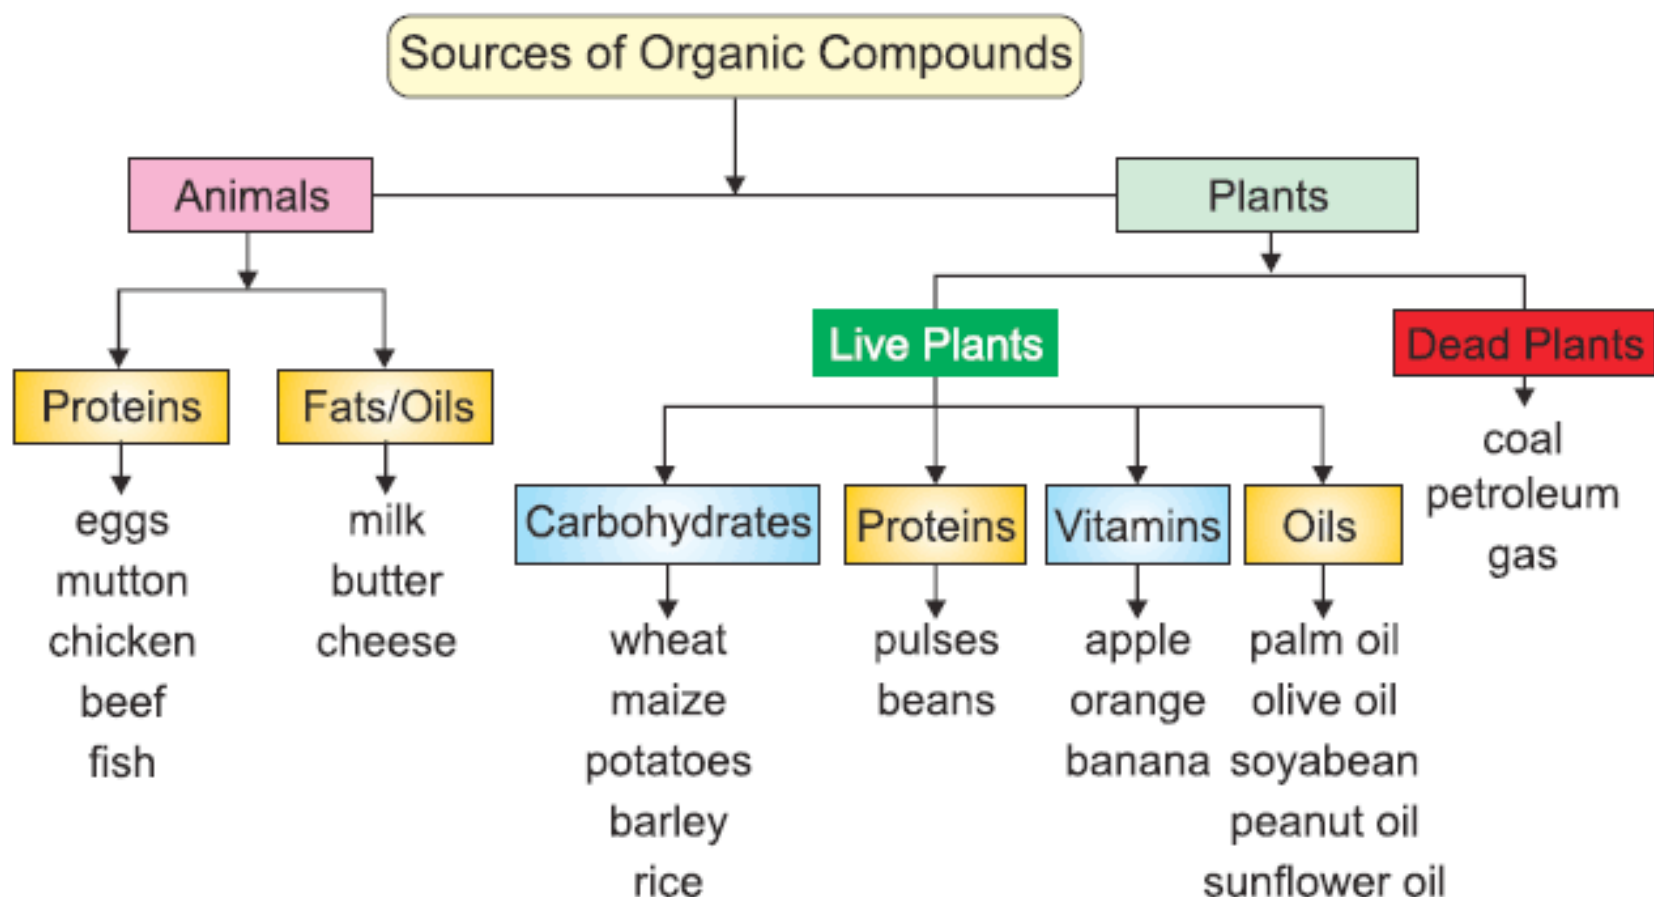 Sources of Organic Compounds
Animals
Plants
Live Plants
Dead Plants
Proteins
Fats/Oils
coal
petroleum
gas
eggs
mutton
chicken
beef
fish
milk
butter
cheese
Carbohydrates
Proteins
Vitamins
Oils
wheat
maize
potatoes
barley
rice
pulses
beans
apple
orange
banana
palm oil
olive oil
soyabean
peanut oil
sunflower oil